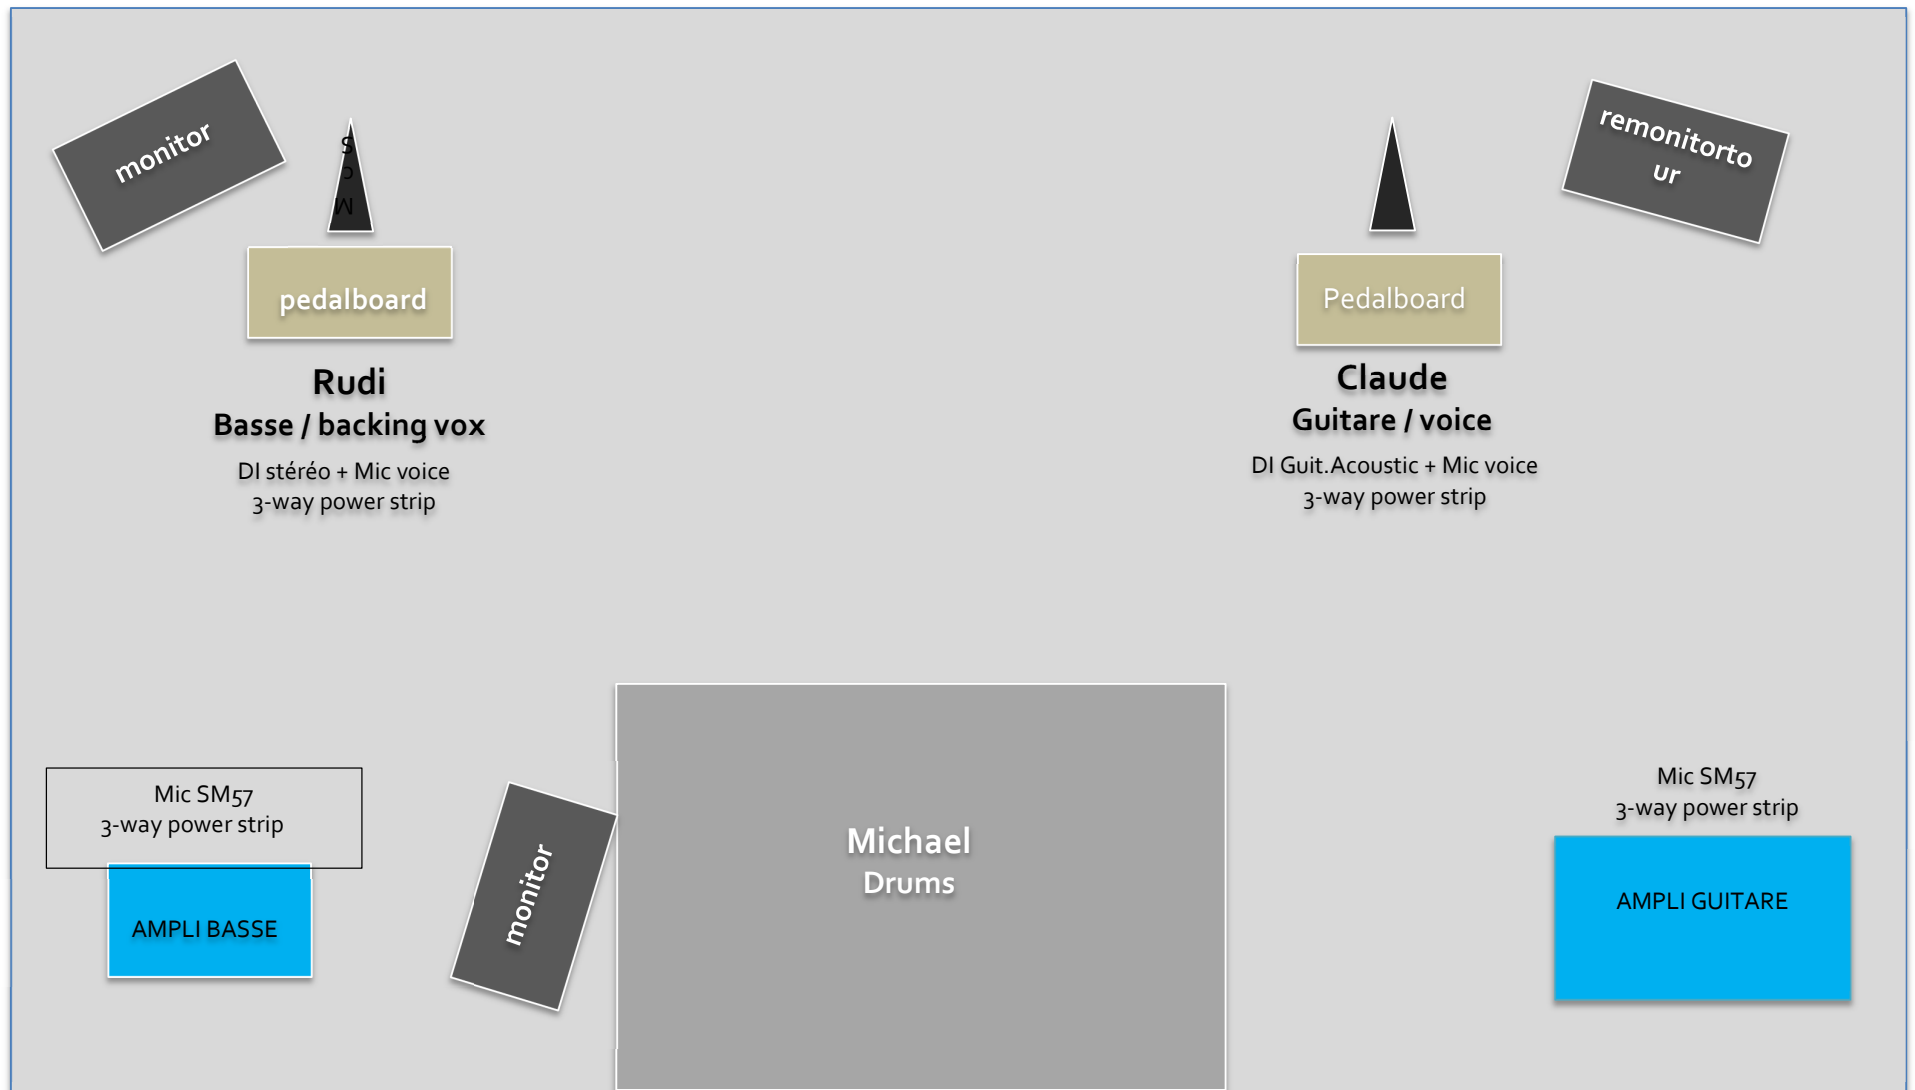 monitor
S
c
M
remonitorto
ur
pedalboard
Pedalboard
Rudi
Basse / backing vox
DI stéréo + Mic voice
3-way power strip
Claude
Guitare / voice
DI Guit.Acoustic + Mic voice
3-way power strip
Mic SM57
3-way power strip
AMPLI BASSE
monitor
Michael
Drums
Mic SM57
3-way power strip
AMPLI GUITARE